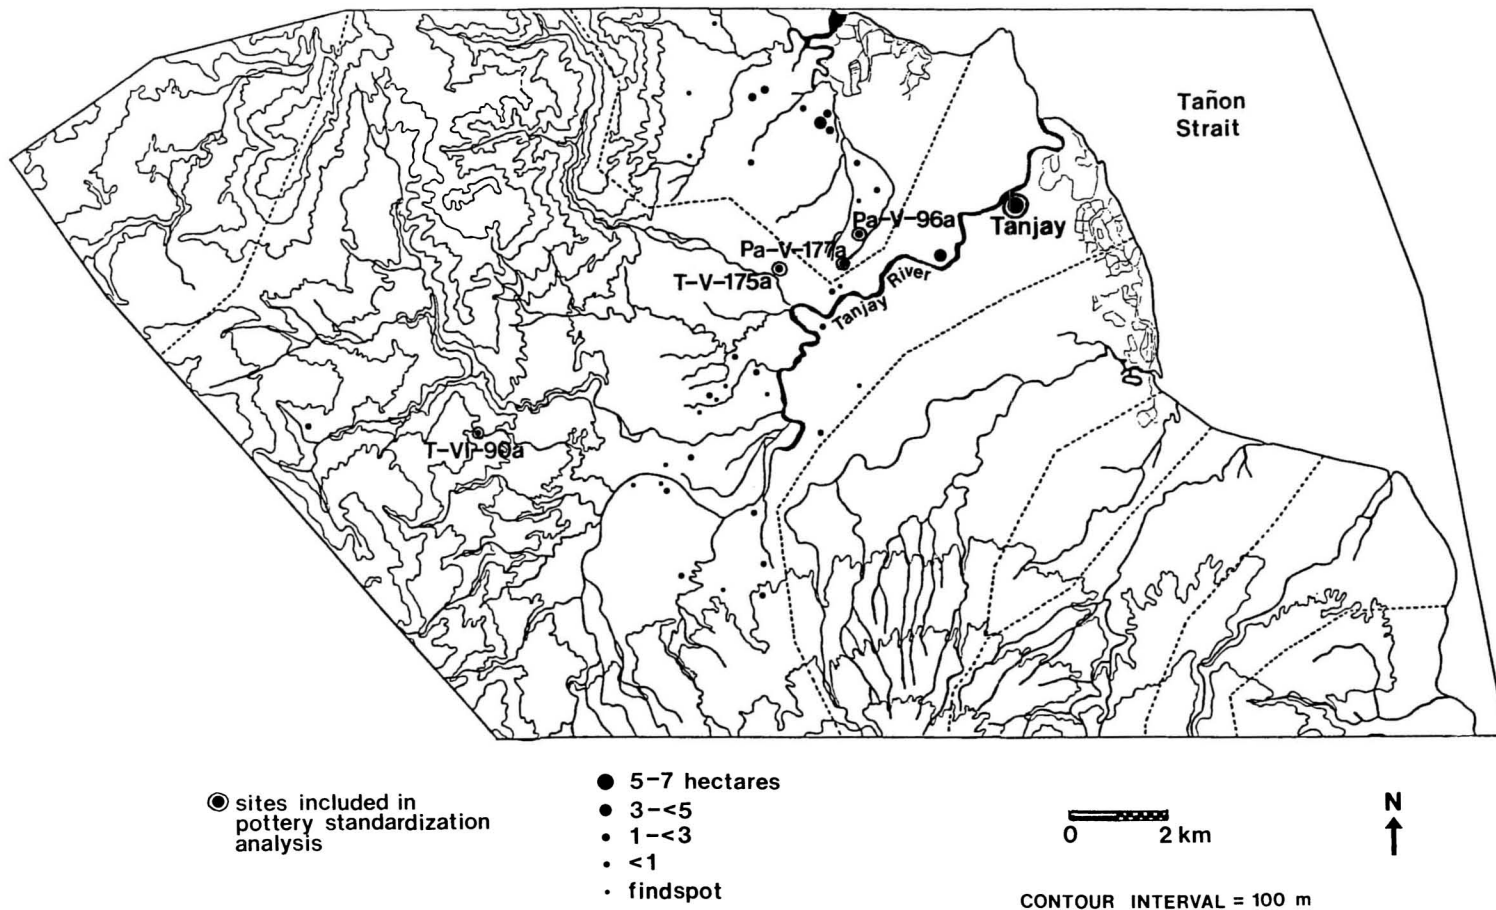 Tañon
Strait
Pa-V-96a
Tanjay
Pa-V-177a
T-V-175a
Tanjay River
T-VI-90a
sites included in
pottery standardization
analysis
5-7 hectares
3-<5
1-<3
<1
findspot
0 2 km
N
CONTOUR INTERVAL = 100 m